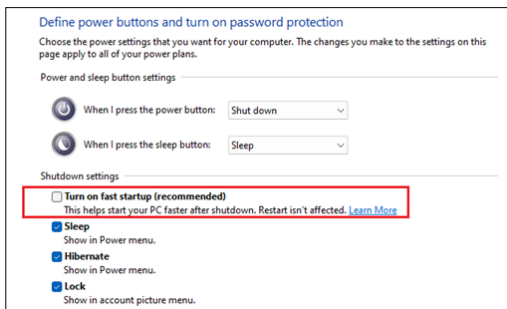 Define power buttons and turn on password protection
Choose the power settings that you want for your computer. The changes you make to the settings on this
page apply to all of your power plans.
Power and sleep button settings
When I press the power button: Shut down
When I press the sleep button: Sleep
Shutdown settings
Turn on fast startup (recommended)
This helps start your PC faster after shutdown. Restart isn't affected. Learn More
Sleep
Show in Power menu.
Hibernate
Show in Power menu.
Lock
Show in account picture menu.